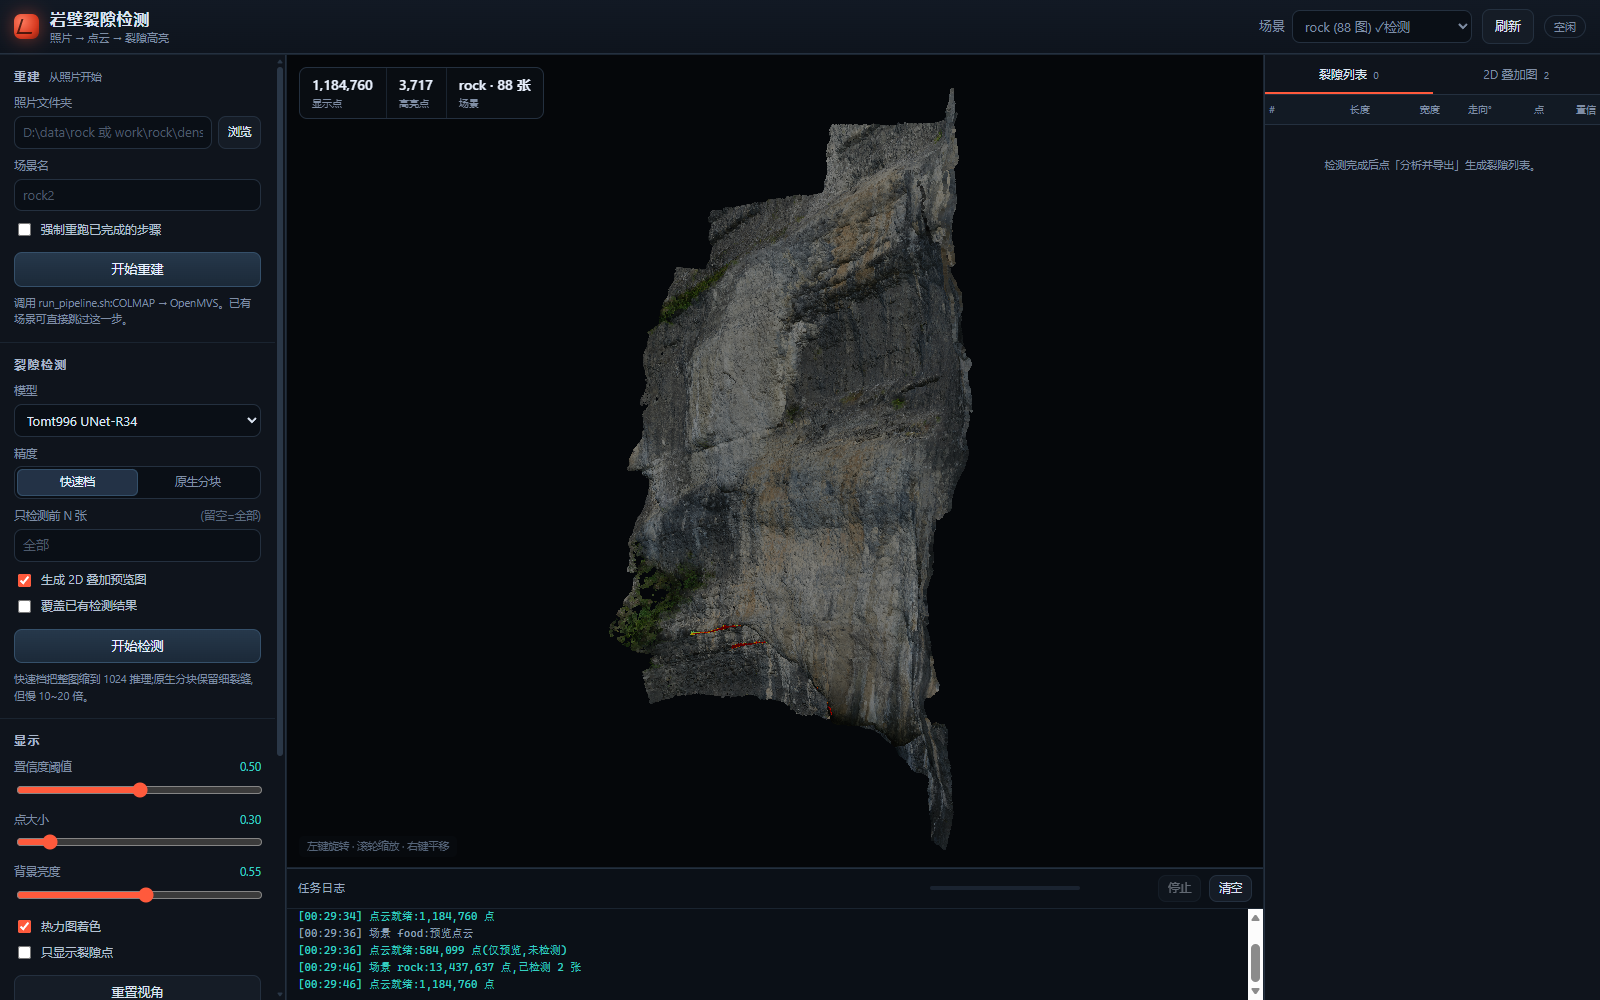 岩壁裂隙检测
照片 → 点云 → 裂隙高亮
场景
rock (88 图) ✓检测
刷新
空闲
重建 从照片开始
照片文件夹
D:\data\rock 或 work\rock\dens
浏览
场景名
rock2
强制重跑已完成的步骤
开始重建
调用 run_pipeline.sh:COLMAP → OpenMVS。已有
场景可直接跳过这一步。
裂隙检测
模型
Tomt996 UNet-R34
精度
快速档
原生分块
只检测前 N 张
(留空=全部)
全部
生成 2D 叠加预览图
覆盖已有检测结果
开始检测
快速档把整图缩到 1024 推理;原生分块保留细裂缝,
但慢 10~20 倍。
显示
置信度阈值
0.50
点大小
0.30
背景亮度
0.55
热力图着色
只显示裂隙点
重置视角
1,184,760
显示点
3,717
高亮点
rock · 88 张
场景
左键旋转 · 滚轮缩放 · 右键平移
任务日志
停止
清空
[00:29:34] 点云就绪:1,184,760 点
[00:29:36] 场景 food:预览点云
[00:29:36] 点云就绪:584,099 点(仅预览,未检测)
[00:29:46] 场景 rock:13,437,637 点,已检测 2 张
[00:29:46] 点云就绪:1,184,760 点
裂隙列表 0
2D 叠加图 2
# 长度 宽度 走向° 点 置信
检测完成后点「分析并导出」生成裂隙列表。